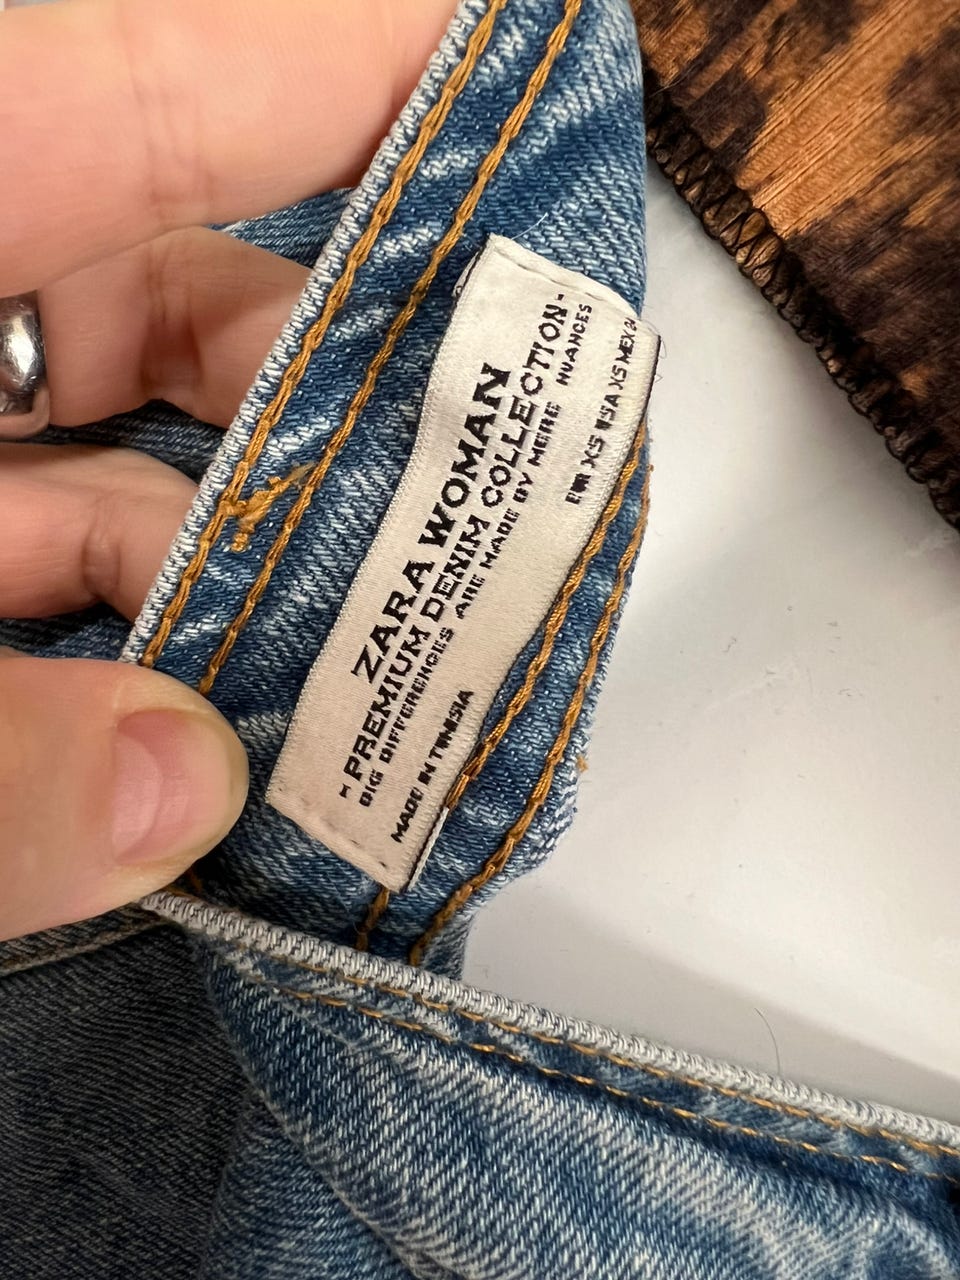 ZARA WOMAN
- PREMIUM DENIM COLLECTION -
BIG DIFFERENCES ARE MADE BY MERE NUANCES
MADE IN TUNISIA
EUR XS USA XS MEX 24